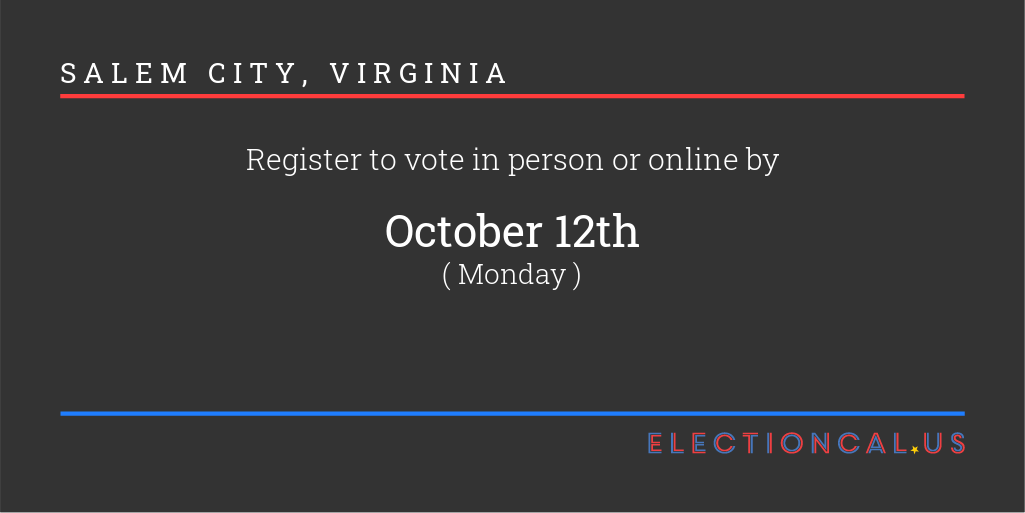 SALEM CITY, VIRGINIA
Register to vote in person or online by
October 12th
( Monday )
ELECTIONCAL.US